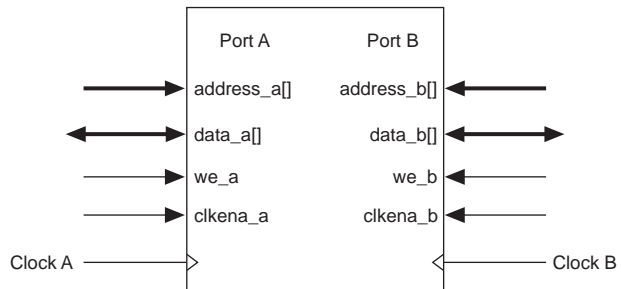 Port A Port B
address_a[] address_b[]
data_a[] data_b[]
we_a we_b
clkena_a clkena_b
Clock A Clock B